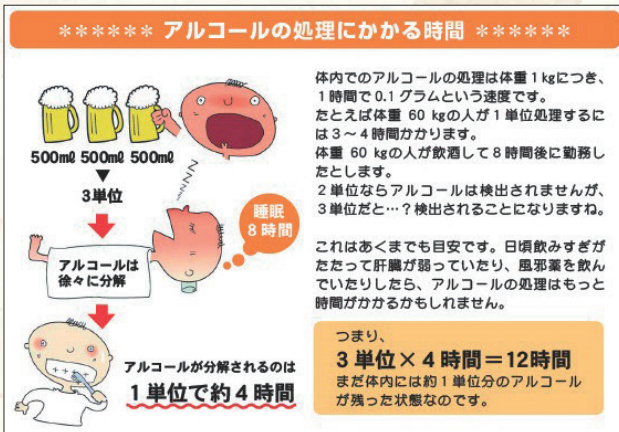 ****** アルコールの処理にかかる時間 ******
500mℓ 500mℓ 500mℓ
3単位
睡眠
8時間
アルコールは
徐々に分解
アルコールが分解されるのは
1単位で約4時間
体内でのアルコールの処理は体重1kgにつき、
1時間で0.1グラムという速度です。
たとえば体重 60 kgの人が1単位処理するに
は3～4時間かかります。
体重 60 kgの人が飲酒して8時間後に勤務し
たとします。
2単位ならアルコールは検出されませんが、
3単位だと…？検出されることになりますね。
これはあくまでも目安です。日頃飲みすぎが
たたって肝臓が弱っていたり、風邪薬を飲ん
でいたりしたら、アルコールの処理はもっと
時間がかかるかもしれません。
つまり、
3単位×4時間＝12時間
まだ体内には約1単位分のアルコール
が残った状態なのです。